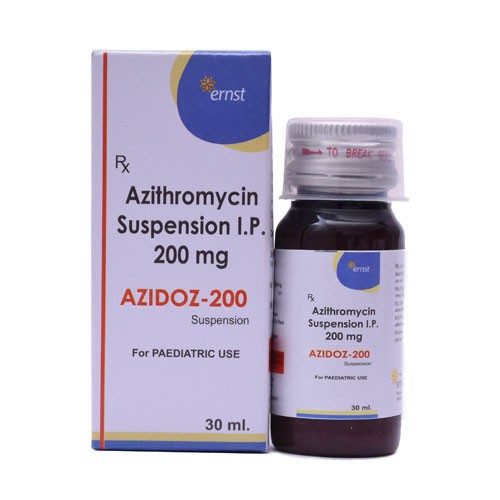 ernst
Rx
Azithromycin
Suspension I.P.
200 mg
AZIDOZ-200
Suspension
For PAEDIATRIC USE
30 ml.
TO BREAK
ernst
Rx
Azithromycin
Suspension I.P.
200 mg
AZIDOZ-200
Suspension
For PAEDIATRIC USE
30 ml.